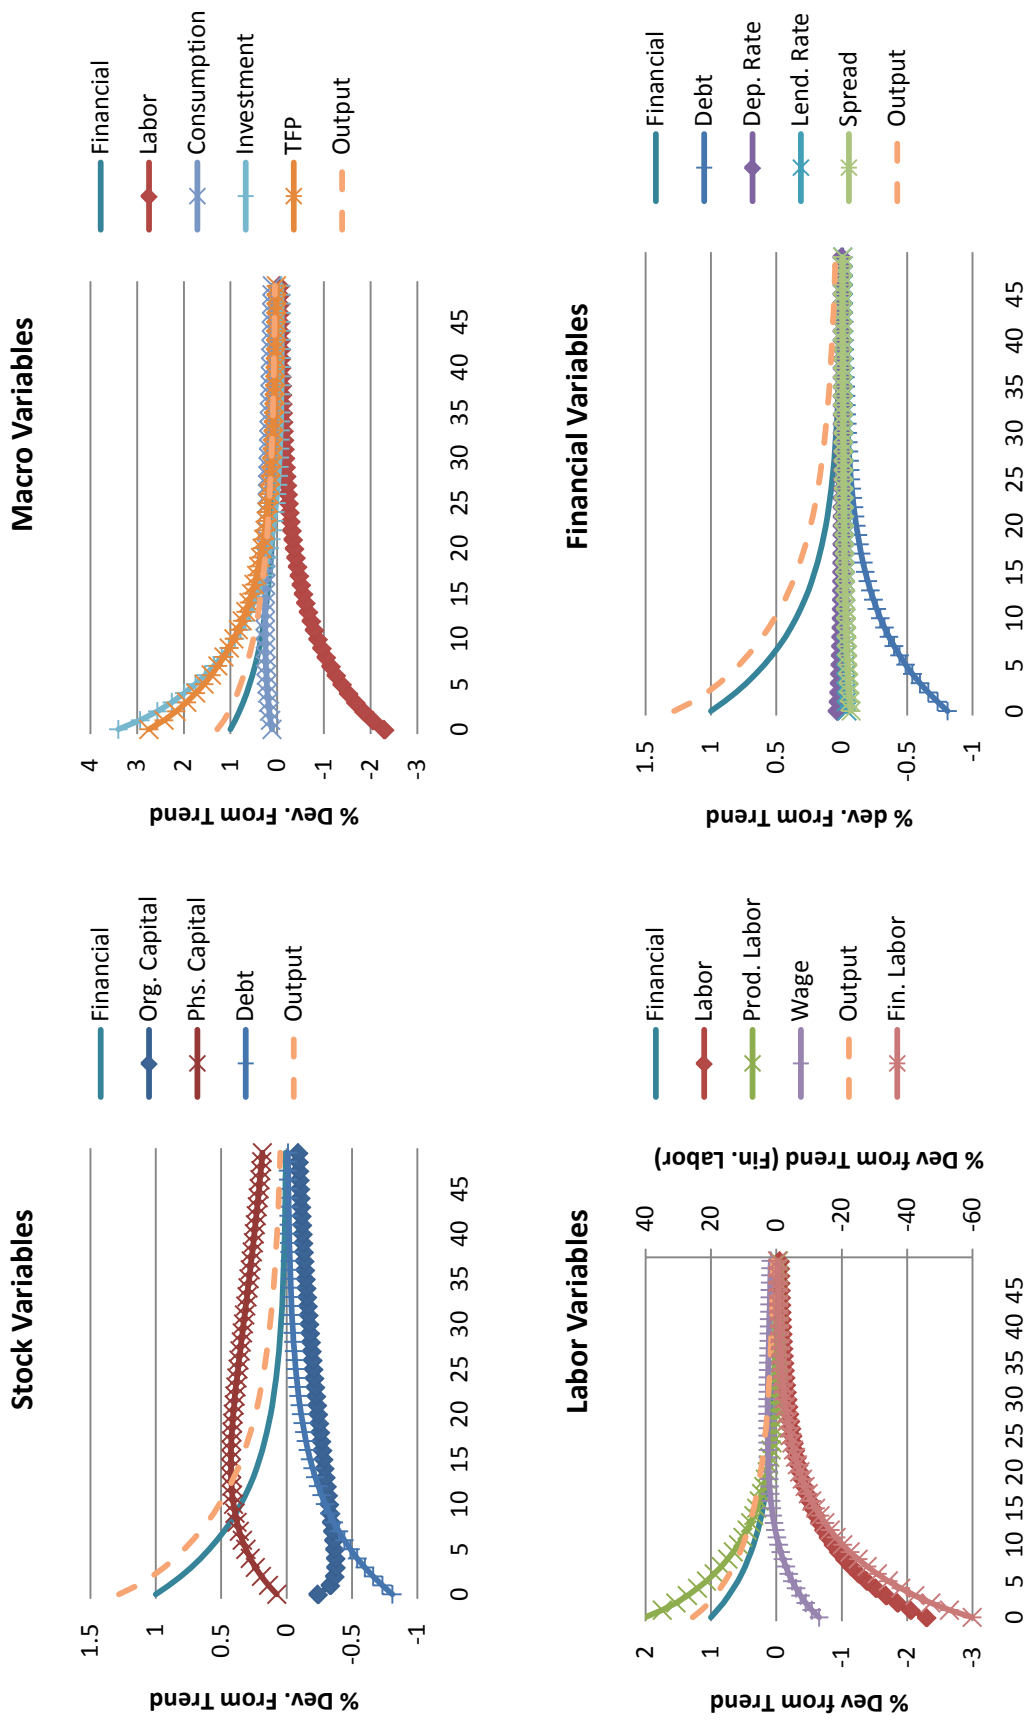 Stock Variables
% Dev. From Trend
1.5
1
0.5
0
-0.5
-1
0 5 10 15 20 25 30 35 40 45
Financial
Org. Capital
Phs. Capital
Debt
Output
Macro Variables
% Dev. From Trend
4
3
2
1
0
-1
-2
-3
0 5 10 15 20 25 30 35 40 45
Financial
Labor
Consumption
Investment
TFP
Output
Labor Variables
% Dev from Trend
2
1
0
-1
-2
-3
0 5 10 15 20 25 30 35 40 45
40
20
0
-20
-40
-60
% Dev from Trend (Fin. Labor)
Financial
Labor
Prod. Labor
Wage
Output
Fin. Labor
Financial Variables
% dev. From Trend
1.5
1
0.5
0
-0.5
-1
0 5 10 15 20 25 30 35 40 45
Financial
Debt
Dep. Rate
Lend. Rate
Spread
Output